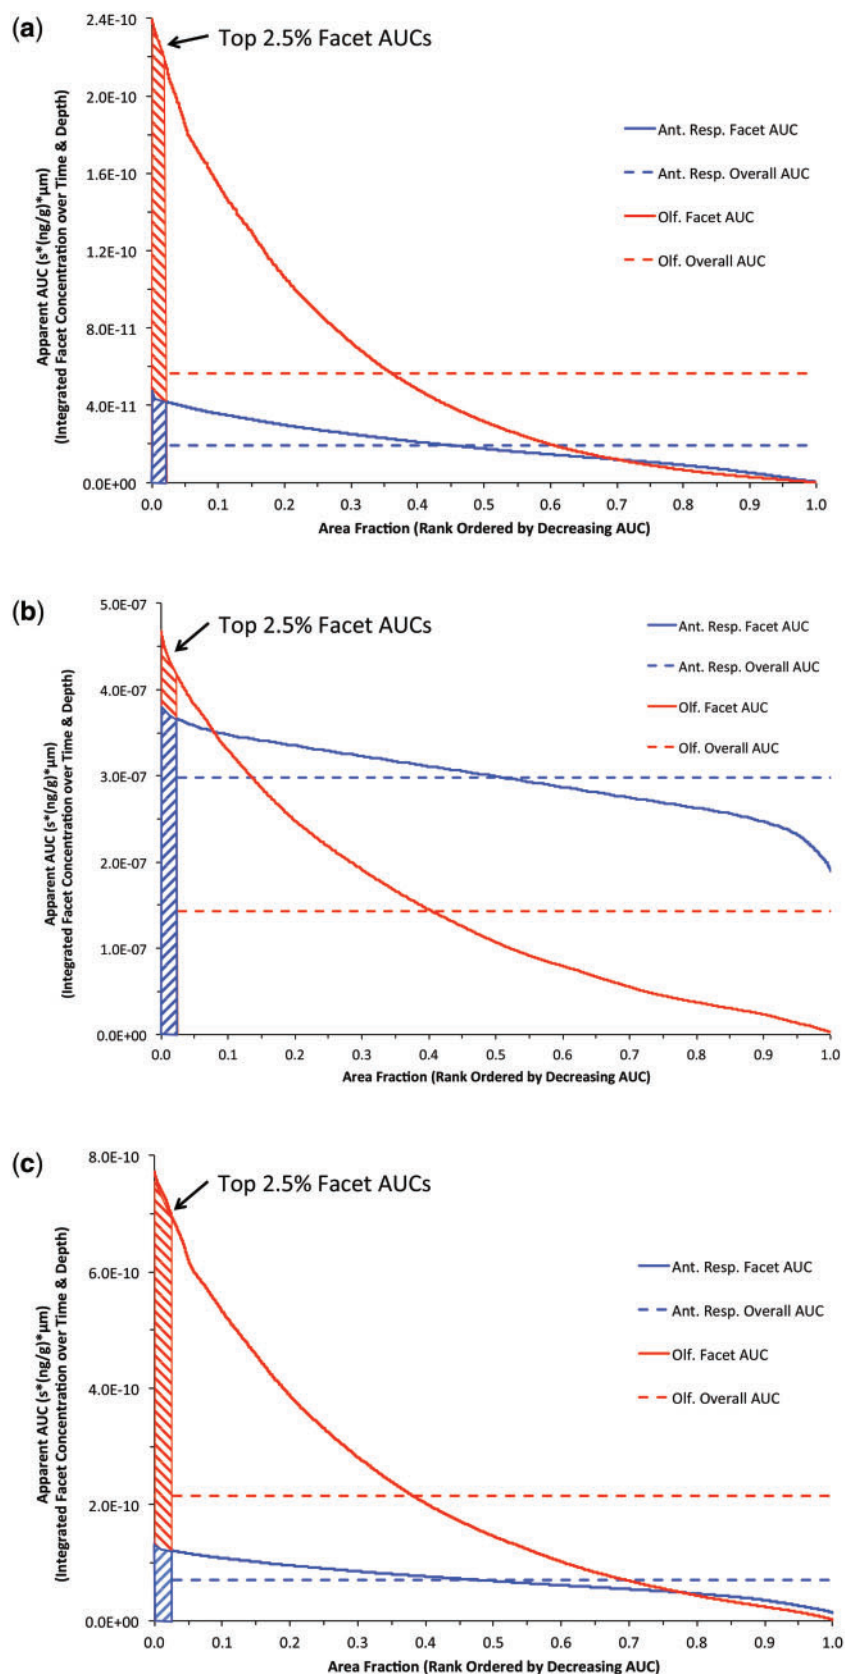 (a)
Top 2.5% Facet AUCs
Apparent AUC (s*(ng/g)*µm)
(Integrated Facet Concentration over Time & Depth)
2.4E-10
2.0E-10
1.6E-10
1.2E-10
8.0E-11
4.0E-11
0.0E+00
Ant. Resp. Facet AUC
Ant. Resp. Overall AUC
Olf. Facet AUC
Olf. Overall AUC
0.0 0.1 0.2 0.3 0.4 0.5 0.6 0.7 0.8 0.9 1.0
Area Fraction (Rank Ordered by Decreasing AUC)
(b)
Top 2.5% Facet AUCs
Apparent AUC (s*(ng/g)*µm)
(Integrated Facet Concentration over Time & Depth)
5.0E-07
4.0E-07
3.0E-07
2.0E-07
1.0E-07
0.0E+00
Ant. Resp. Facet AUC
Ant. Resp. Overall AUC
Olf. Facet AUC
Olf. Overall AUC
0.0 0.1 0.2 0.3 0.4 0.5 0.6 0.7 0.8 0.9 1.0
Area Fraction (Rank Ordered by Decreasing AUC)
(c)
Top 2.5% Facet AUCs
Apparent AUC (s*(ng/g)*µm)
(Integrated Facet Concentration over Time & Depth)
8.0E-10
6.0E-10
4.0E-10
2.0E-10
0.0E+00
Ant. Resp. Facet AUC
Ant. Resp. Overall AUC
Olf. Facet AUC
Olf. Overall AUC
0.0 0.1 0.2 0.3 0.4 0.5 0.6 0.7 0.8 0.9 1.0
Area Fraction (Rank Ordered by Decreasing AUC)